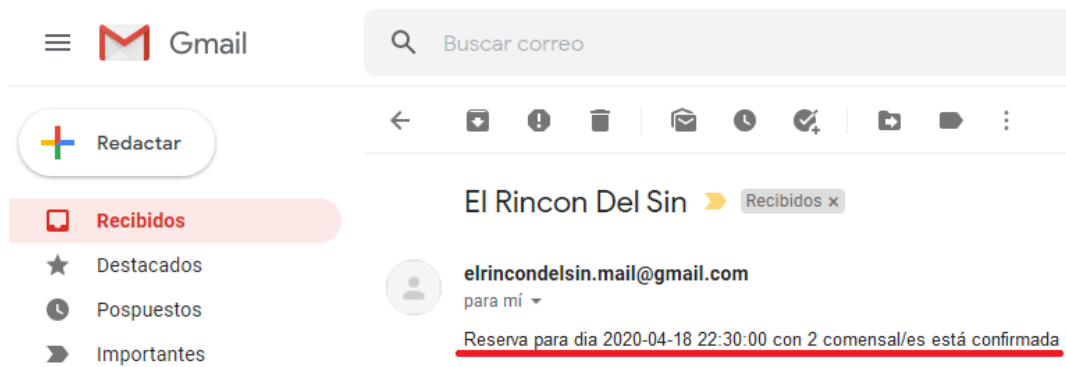 Gmail
Buscar correo
Redactar
El Rincon Del Sin Recibidos x
Recibidos
Destacados
Pospuestos
Importantes
elrincondelsin.mail@gmail.com
para mí
Reserva para dia 2020-04-18 22:30:00 con 2 comensal/es está confirmada